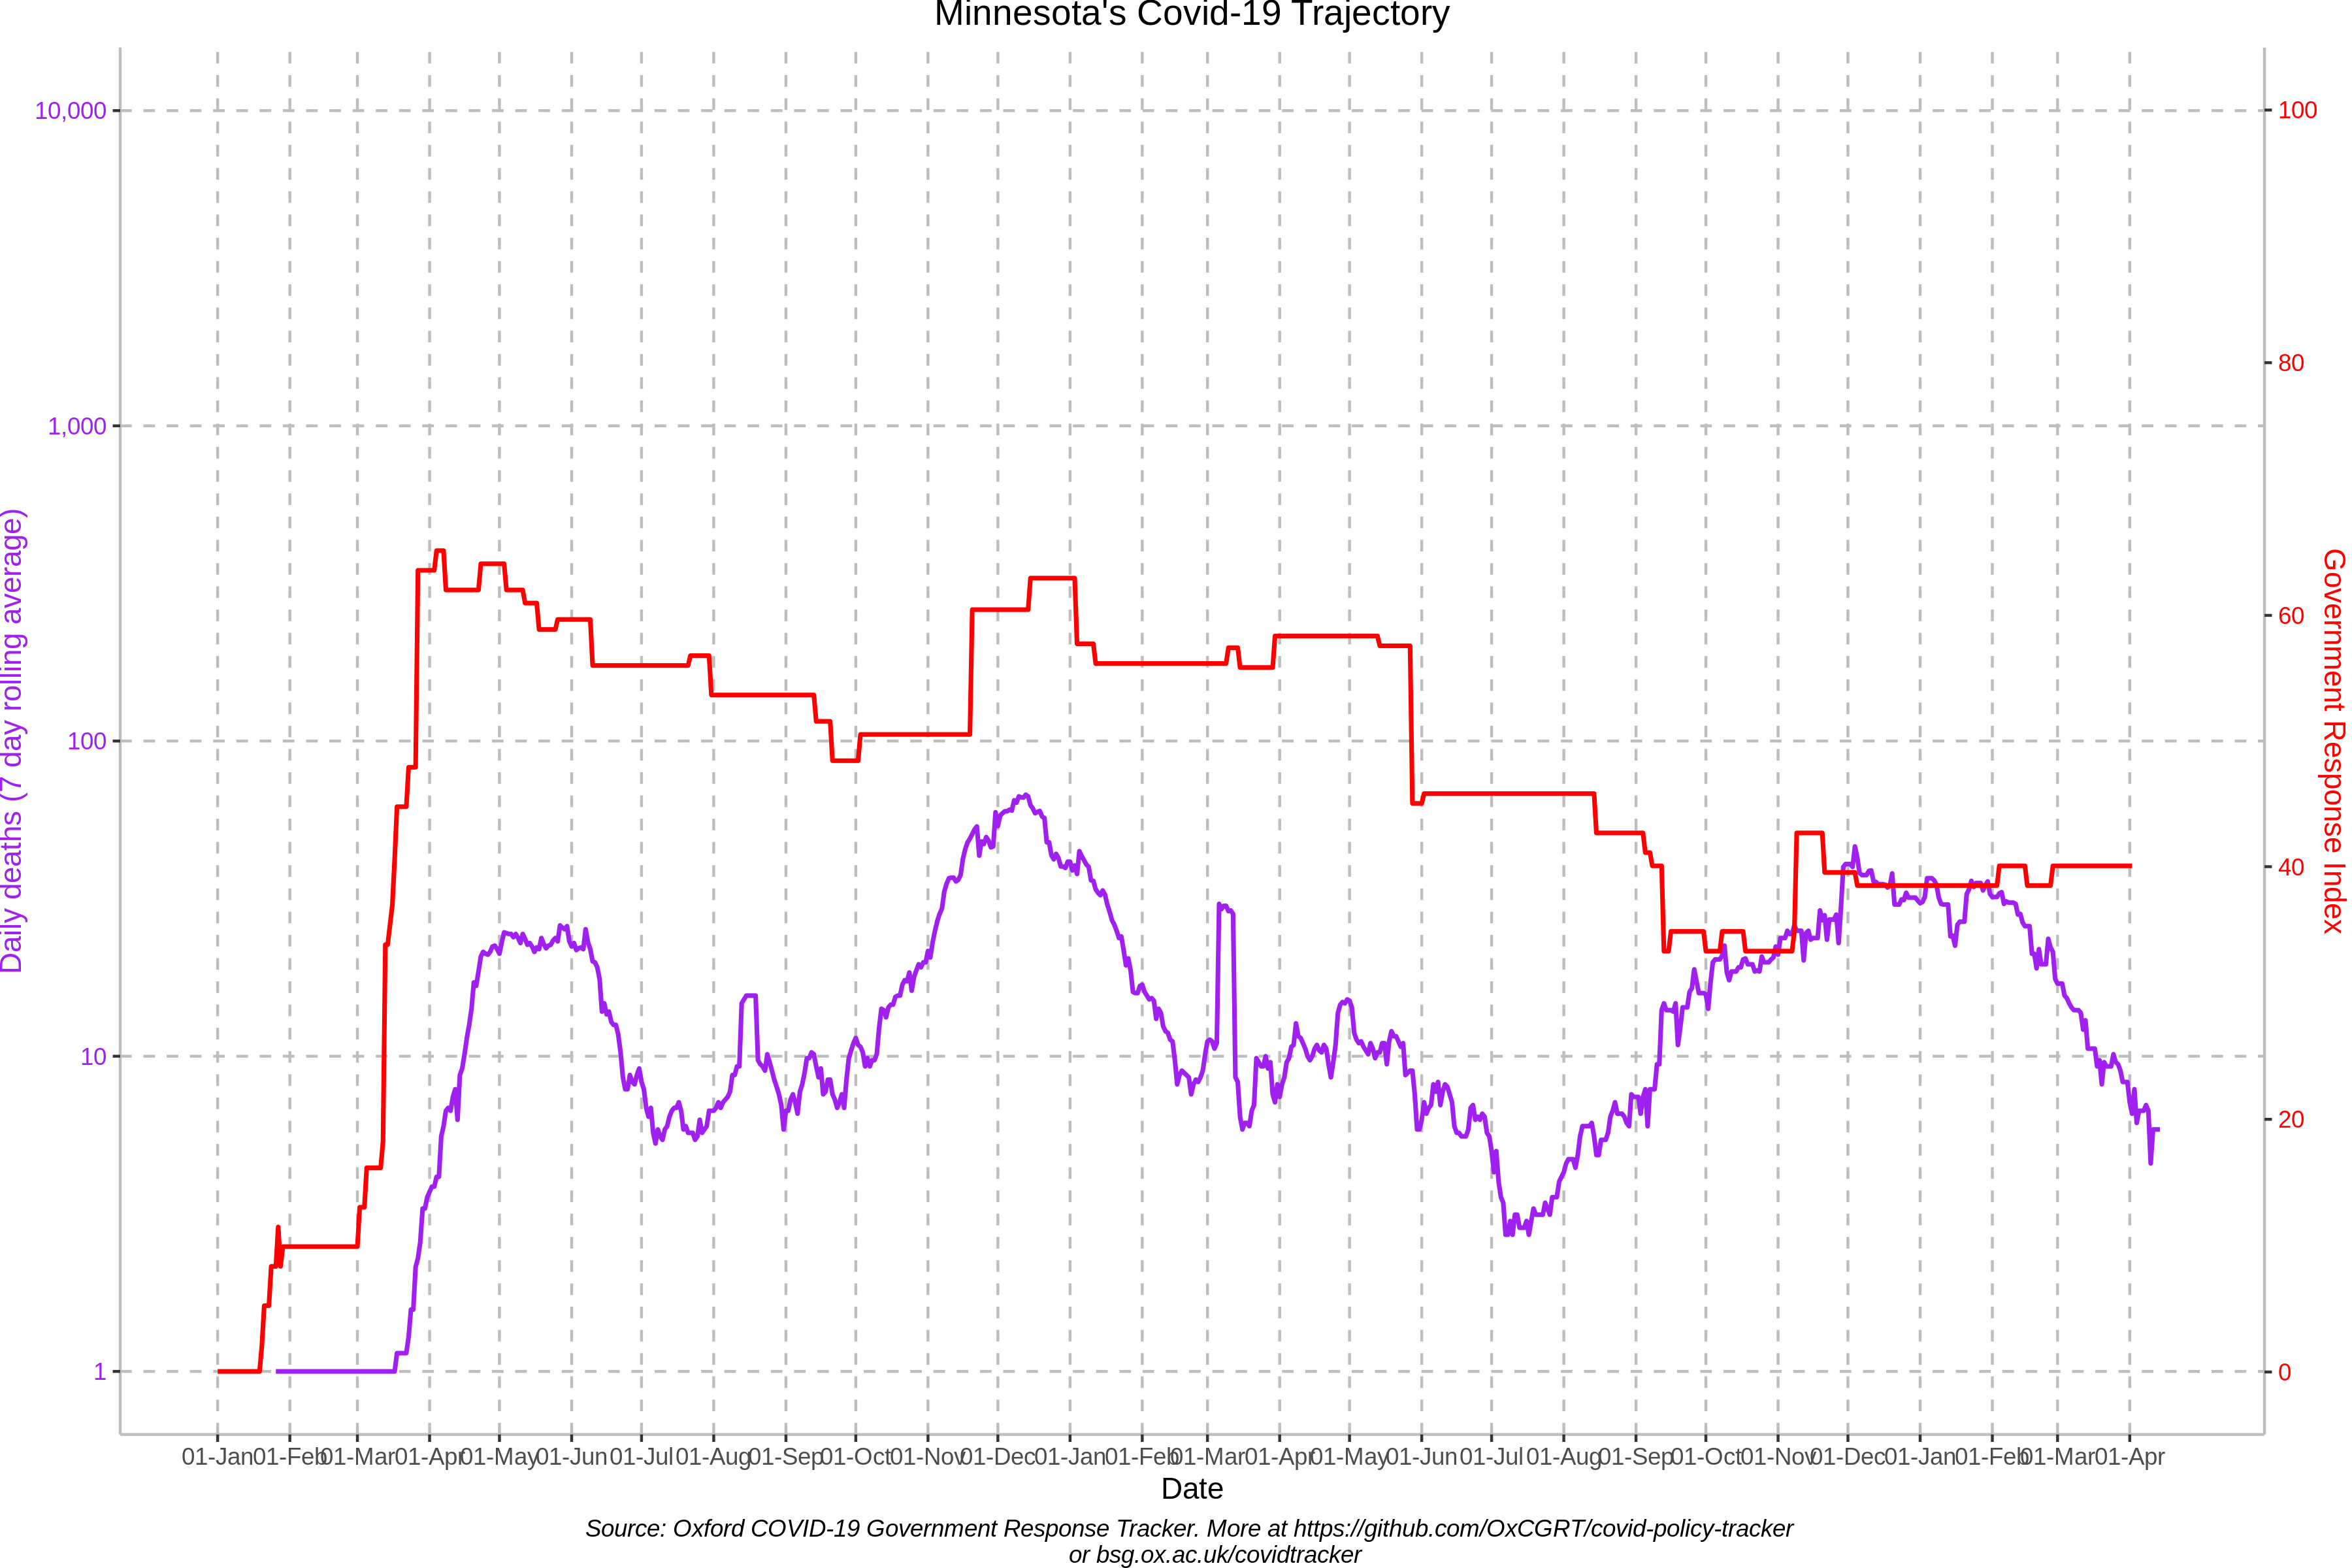 Minnesota's Covid-19 Trajectory
10,000
1,000
100
10
1
Daily deaths (7 day rolling average)
100
80
60
40
20
0
Government Response Index
01-Jan 01-Feb 01-Mar 01-Apr 01-May 01-Jun 01-Jul 01-Aug 01-Sep 01-Oct 01-Nov 01-Dec 01-Jan 01-Feb 01-Mar 01-Apr 01-May 01-Jun 01-Jul 01-Aug 01-Sep 01-Oct 01-Nov 01-Dec 01-Jan 01-Feb 01-Mar 01-Apr
Date
Source: Oxford COVID-19 Government Response Tracker. More at https://github.com/OxCGRT/covid-policy-tracker
or bsg.ox.ac.uk/covidtracker